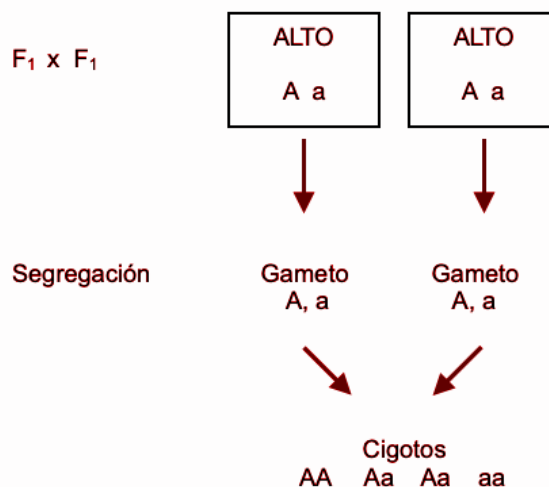 ALTO ALTO
F₁ x F₁
A a A a
Segregación Gameto Gameto
A, a A, a
Cigotos
AA Aa Aa aa